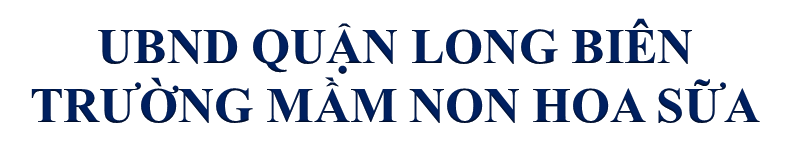 UBND QUẬN LONG BIÊN
TRƯỜNG MẦM NON HOA SỮA